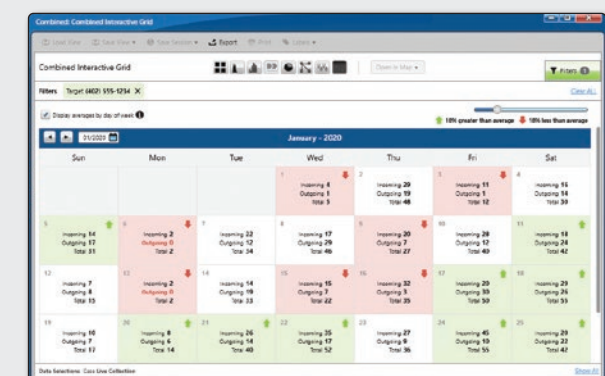 Combined: Combined Interactive Grid
Load View Save View Save Session Export Print Labels
Combined Interactive Grid Open in Map Filters
Filters Target (402) 555-1234 X Clear ALL
Display averages by day of week
10% greater than average 10% less than average
01/2020 January - 2020
Sun Mon Tue Wed Thu Fri Sat
1 2 3 4
Incoming 4 Incoming 29 Incoming 11 Incoming 16
Outgoing 1 Outgoing 19 Outgoing 1 Outgoing 14
Total 5 Total 48 Total 12 Total 30
5 6 7 8 9 10 11
Incoming 14 Incoming 2 Incoming 22 Incoming 17 Incoming 20 Incoming 28 Incoming 18
Outgoing 17 Outgoing 0 Outgoing 12 Outgoing 29 Outgoing 7 Outgoing 12 Outgoing 24
Total 31 Total 2 Total 34 Total 46 Total 27 Total 40 Total 42
12 13 14 15 16 17 18
Incoming 7 Incoming 2 Incoming 14 Incoming 15 Incoming 32 Incoming 20 Incoming 29
Outgoing 8 Outgoing 0 Outgoing 19 Outgoing 7 Outgoing 3 Outgoing 30 Outgoing 26
Total 15 Total 2 Total 33 Total 22 Total 35 Total 50 Total 55
19 20 21 22 23 24 25
Incoming 10 Incoming 8 Incoming 26 Incoming 35 Incoming 27 Incoming 45 Incoming 20
Outgoing 7 Outgoing 6 Outgoing 14 Outgoing 17 Outgoing 9 Outgoing 10 Outgoing 22
Total 17 Total 14 Total 40 Total 52 Total 36 Total 55 Total 42
Data Selections: Cass Live Collection Show All